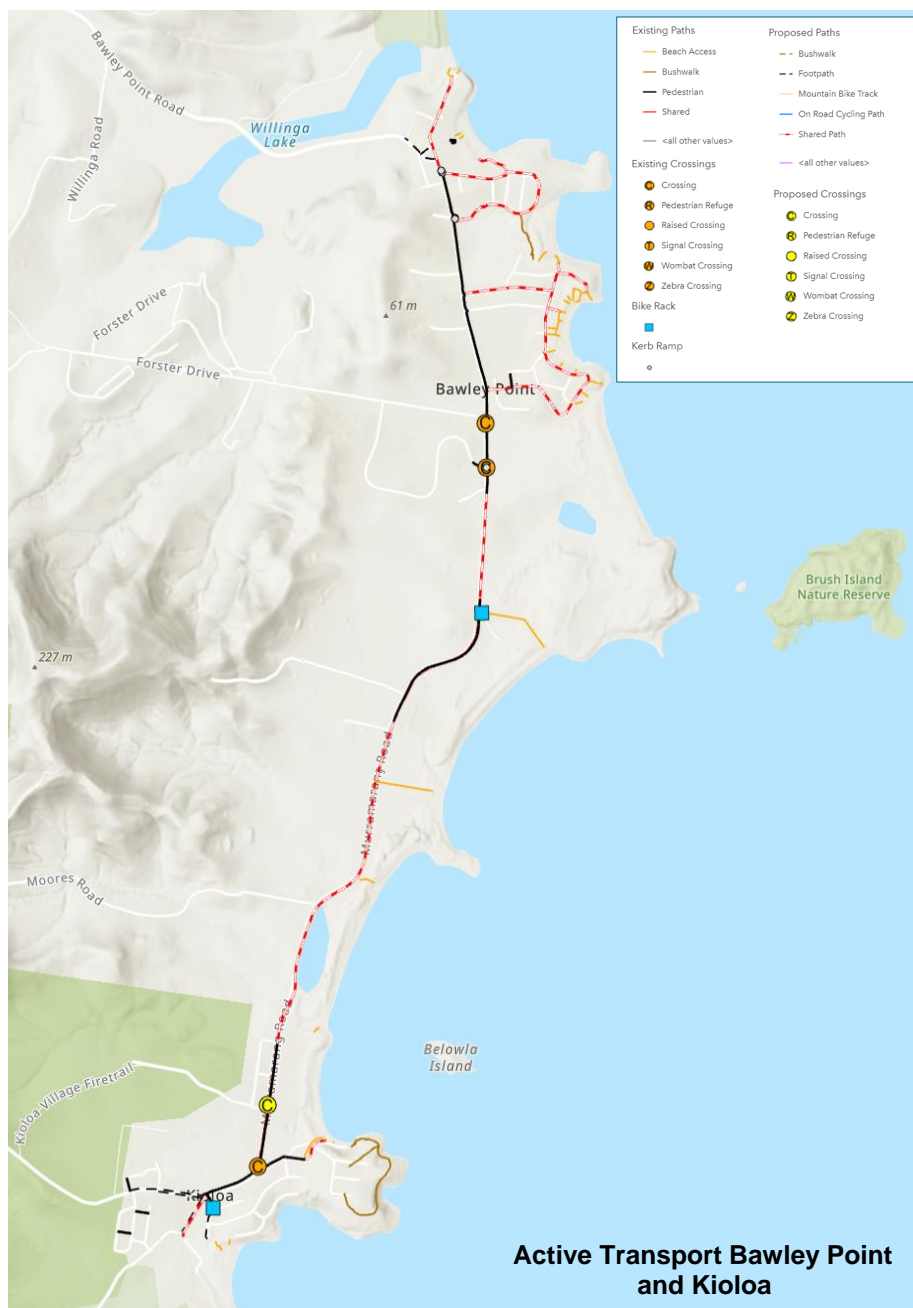 Existing Paths
Beach Access
Bushwalk
Pedestrian
Shared
<all other values>
Existing Crossings
C Crossing
R Pedestrian Refuge
Raised Crossing
T Signal Crossing
W Wombat Crossing
Z Zebra Crossing
Bike Rack
Kerb Ramp
Proposed Paths
Bushwalk
Footpath
Mountain Bike Track
On Road Cycling Path
Shared Path
<all other values>
Proposed Crossings
C Crossing
R Pedestrian Refuge
Raised Crossing
T Signal Crossing
W Wombat Crossing
Z Zebra Crossing
Bawley Point Road
Willinga Road
Willinga
Lake
Forster Drive
61 m
Forster Drive
Bawley Point
C
C
Brush Island
Nature Reserve
227 m
Murramarang Road
Moores Road
Murramarang Road
Belowla
Island
Kioloa Village Firetrail
C
C
Kioloa
Active Transport Bawley Point
and Kioloa